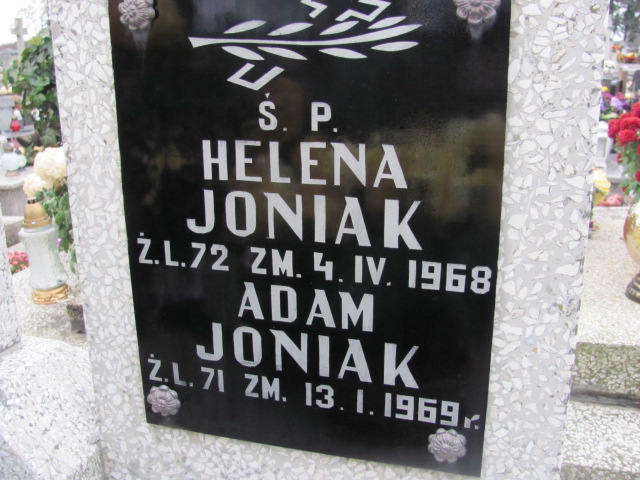 Ś. P.
HELENA
JONIAK
Ż.L. 72 ZM. 4. IV. 1968
ADAM
JONIAK
Ż.L. 71 ZM. 13. I. 1969 r.